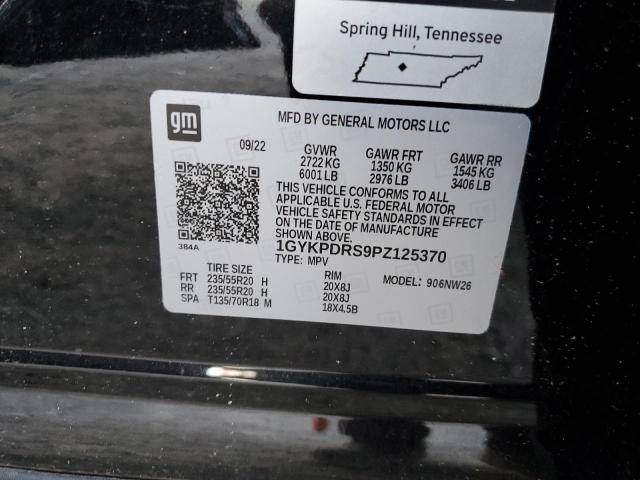 Spring Hill, Tennessee
gm
MFD BY GENERAL MOTORS LLC
09/22 GVWR GAWR FRT GAWR RR
2722 KG 1350 KG 1545 KG
6001 LB 2976 LB 3406 LB
THIS VEHICLE CONFORMS TO ALL
APPLICABLE U.S. FEDERAL MOTOR
VEHICLE SAFETY STANDARDS IN EFFECT
ON THE DATE OF MANUFACTURE
SHOWN ABOVE.
384A
1GYKPDRS9PZ125370
TYPE: MPV
TIRE SIZE RIM MODEL: 906NW26
FRT 235/55R20 H 20X8J
RR 235/55R20 H 20X8J
SPA T135/70R18 M 18X4.5B